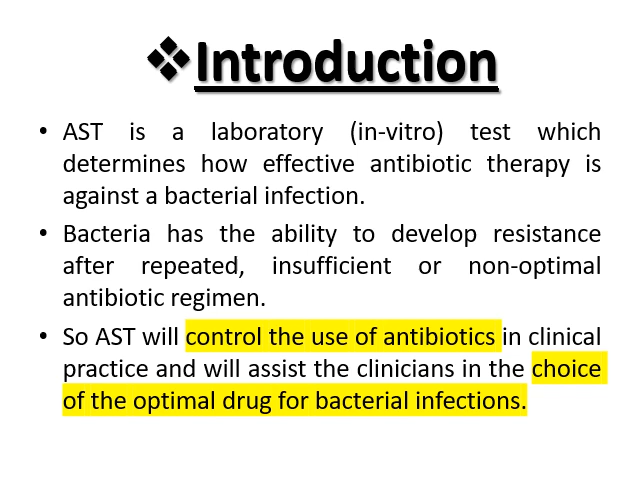 ❖Introduction
• AST is a laboratory (in-vitro) test which
determines how effective antibiotic therapy is
against a bacterial infection.
• Bacteria has the ability to develop resistance
after repeated, insufficient or non-optimal
antibiotic regimen.
• So AST will control the use of antibiotics in clinical
practice and will assist the clinicians in the choice
of the optimal drug for bacterial infections.